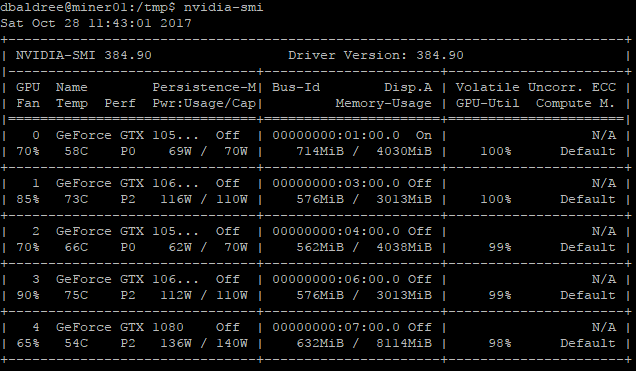 dbaldree@miner01:/tmp$ nvidia-smi
Sat Oct 28 11:43:01 2017
+-----------------------------------------------------------------------------+
| NVIDIA-SMI 384.90                 Driver Version: 384.90                    |
|-------------------------------+----------------------+----------------------+
| GPU  Name        Persistence-M| Bus-Id        Disp.A | Volatile Uncorr. ECC |
| Fan  Temp  Perf  Pwr:Usage/Cap|         Memory-Usage | GPU-Util  Compute M. |
|===============================+======================+======================|
|   0  GeForce GTX 105...  Off  | 00000000:01:00.0  On |                  N/A |
| 70%   58C    P0    69W /  70W |    714MiB /  4030MiB |    100%      Default |
+-------------------------------+----------------------+----------------------+
|   1  GeForce GTX 106...  Off  | 00000000:03:00.0 Off |                  N/A |
| 85%   73C    P2   116W / 110W |    576MiB /  3013MiB |    100%      Default |
+-------------------------------+----------------------+----------------------+
|   2  GeForce GTX 105...  Off  | 00000000:04:00.0 Off |                  N/A |
| 70%   66C    P0    62W /  70W |    562MiB /  4038MiB |     99%      Default |
+-------------------------------+----------------------+----------------------+
|   3  GeForce GTX 106...  Off  | 00000000:06:00.0 Off |                  N/A |
| 90%   75C    P2   112W / 110W |    576MiB /  3013MiB |     99%      Default |
+-------------------------------+----------------------+----------------------+
|   4  GeForce GTX 1080    Off  | 00000000:07:00.0 Off |                  N/A |
| 65%   54C    P2   136W / 140W |    632MiB /  8114MiB |     98%      Default |
+-------------------------------+----------------------+----------------------+